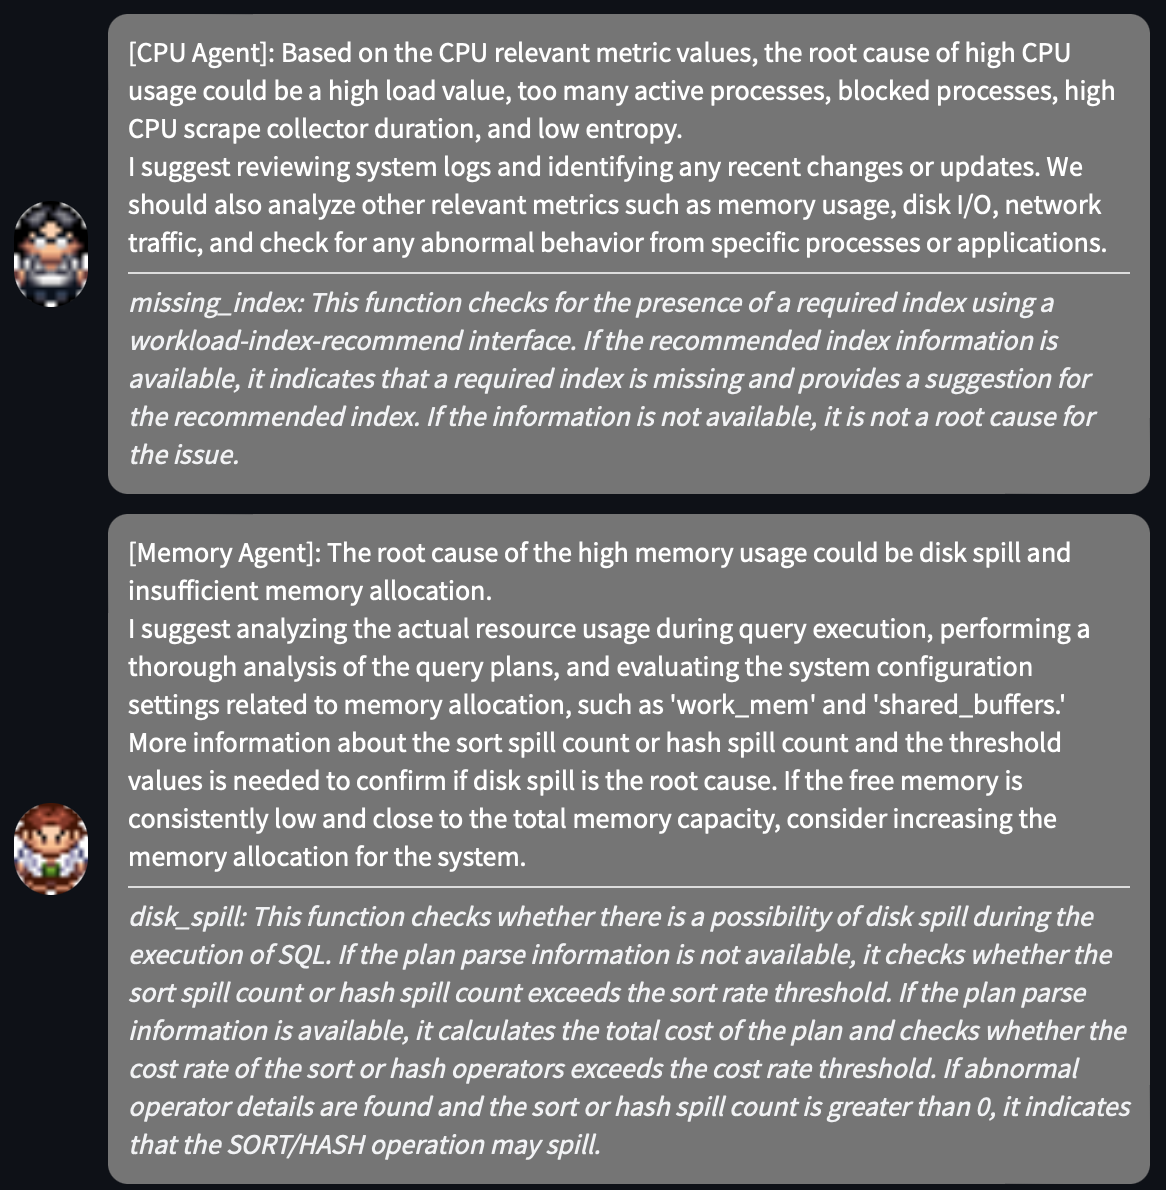 [CPU Agent]: Based on the CPU relevant metric values, the root cause of high CPU
usage could be a high load value, too many active processes, blocked processes, high
CPU scrape collector duration, and low entropy.
I suggest reviewing system logs and identifying any recent changes or updates. We
should also analyze other relevant metrics such as memory usage, disk I/O, network
traffic, and check for any abnormal behavior from specific processes or applications.
missing_index: This function checks for the presence of a required index using a
workload-index-recommend interface. If the recommended index information is
available, it indicates that a required index is missing and provides a suggestion for
the recommended index. If the information is not available, it is not a root cause for
the issue.
[Memory Agent]: The root cause of the high memory usage could be disk spill and
insufficient memory allocation.
I suggest analyzing the actual resource usage during query execution, performing a
thorough analysis of the query plans, and evaluating the system configuration
settings related to memory allocation, such as 'work_mem' and 'shared_buffers.'
More information about the sort spill count or hash spill count and the threshold
values is needed to confirm if disk spill is the root cause. If the free memory is
consistently low and close to the total memory capacity, consider increasing the
memory allocation for the system.
disk_spill: This function checks whether there is a possibility of disk spill during the
execution of SQL. If the plan parse information is not available, it checks whether the
sort spill count or hash spill count exceeds the sort rate threshold. If the plan parse
information is available, it calculates the total cost of the plan and checks whether the
cost rate of the sort or hash operators exceeds the cost rate threshold. If abnormal
operator details are found and the sort or hash spill count is greater than 0, it indicates
that the SORT/HASH operation may spill.